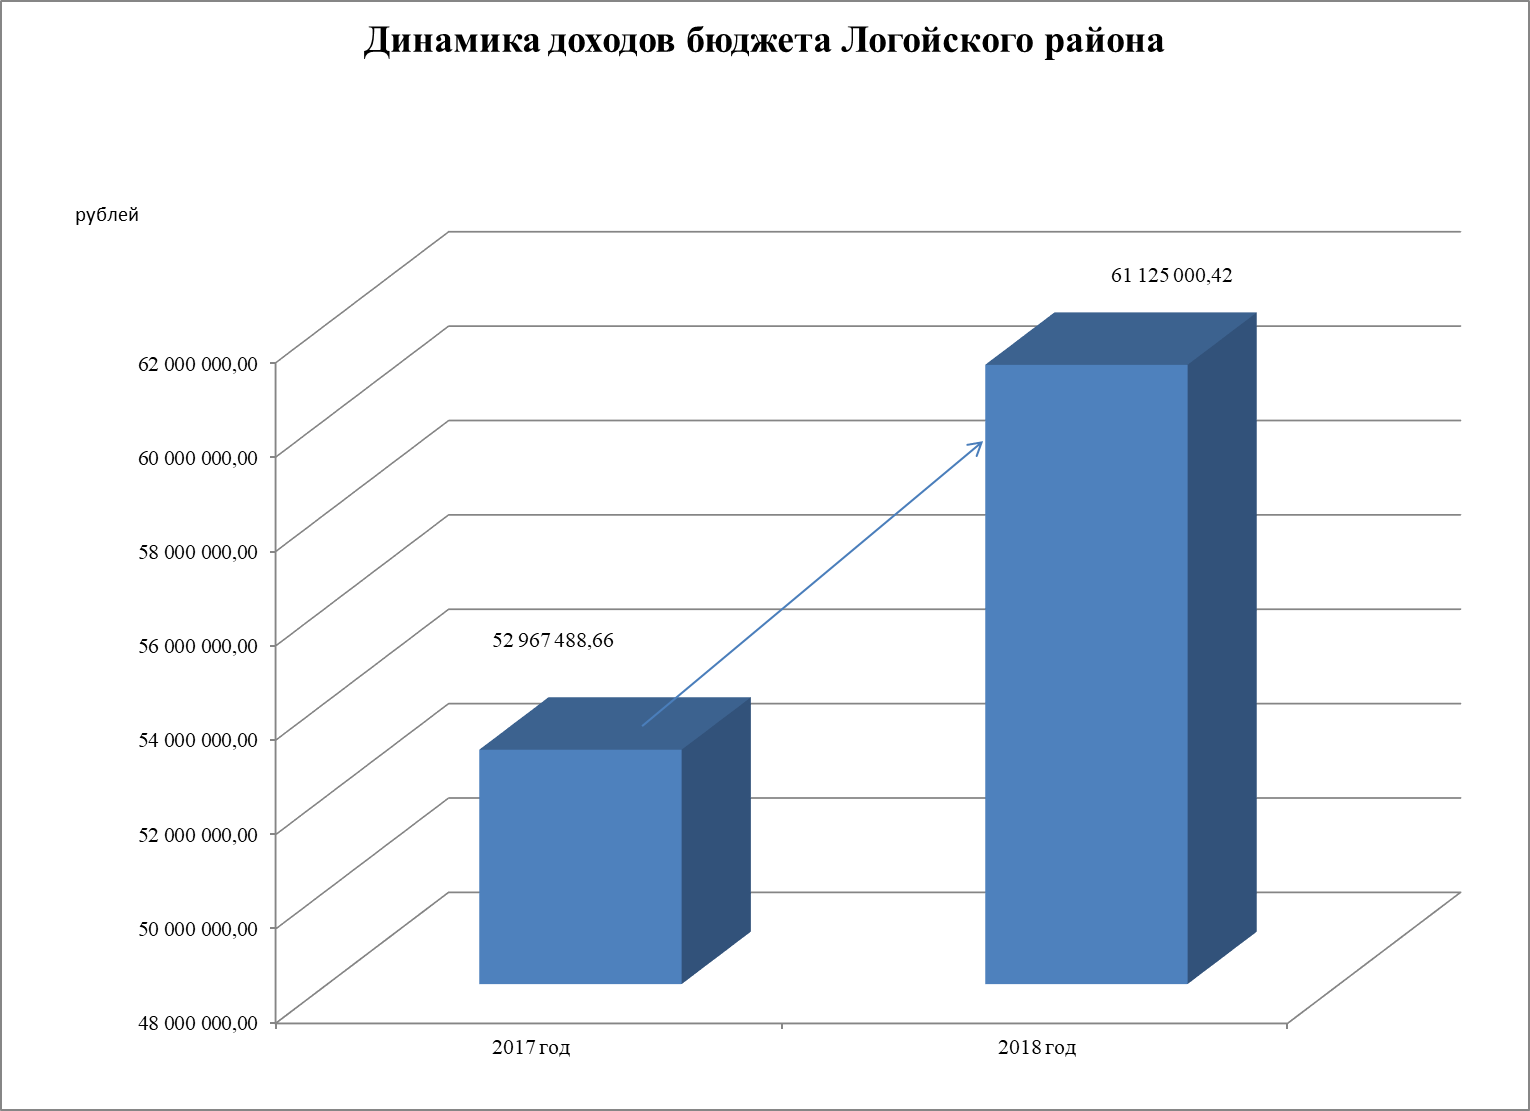 Динамика доходов бюджета Логойского района
рублей
61 125 000,42
62 000 000,00
60 000 000,00
58 000 000,00
56 000 000,00
52 967 488,66
54 000 000,00
52 000 000,00
50 000 000,00
48 000 000,00
2017 год
2018 год